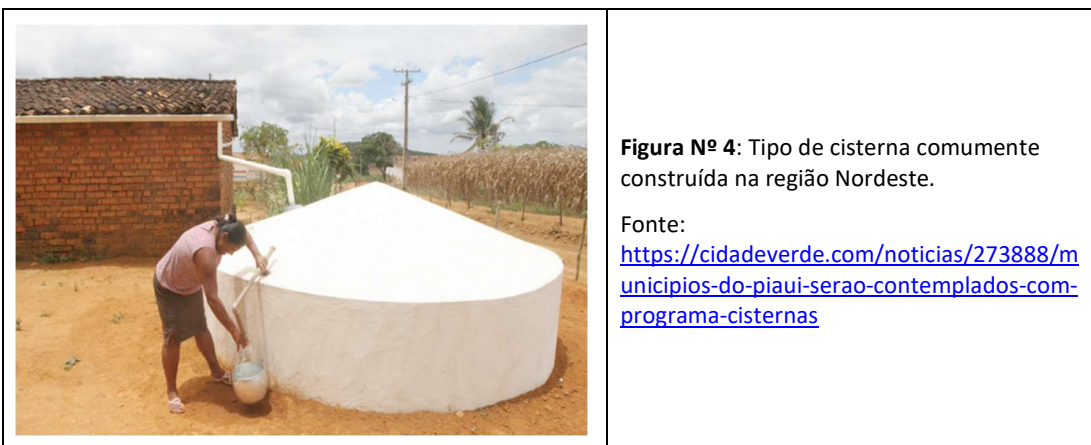 Figura Nº 4: Tipo de cisterna comumente
construída na região Nordeste.
Fonte:
https://cidadeverde.com/noticias/273888/m
unicipios-do-piaui-serao-contemplados-com-
programa-cisternas